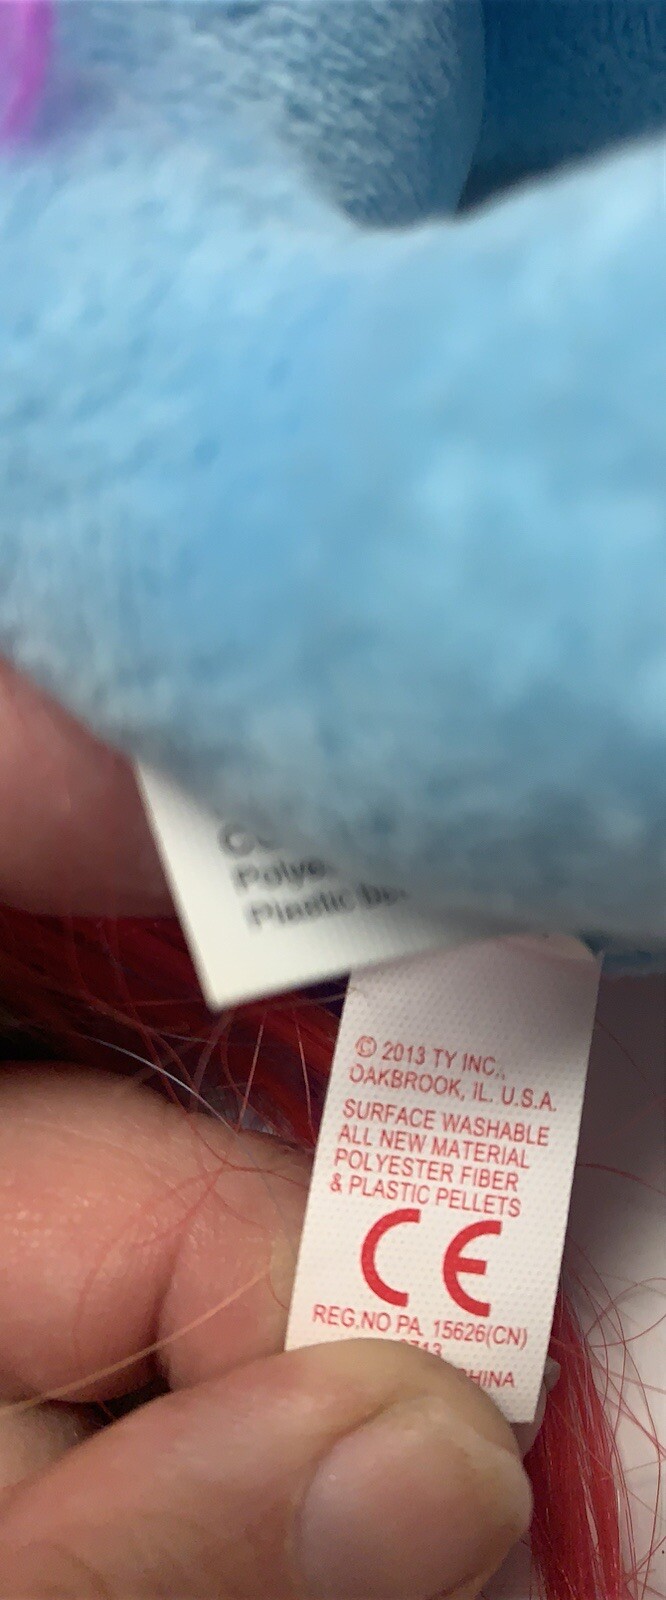 Plastic
© 2013 TY INC.,
OAKBROOK, IL. U.S.A.
SURFACE WASHABLE
ALL NEW MATERIAL
POLYESTER FIBER
& PLASTIC PELLETS
CE
REG.NO PA. 15626(CN)